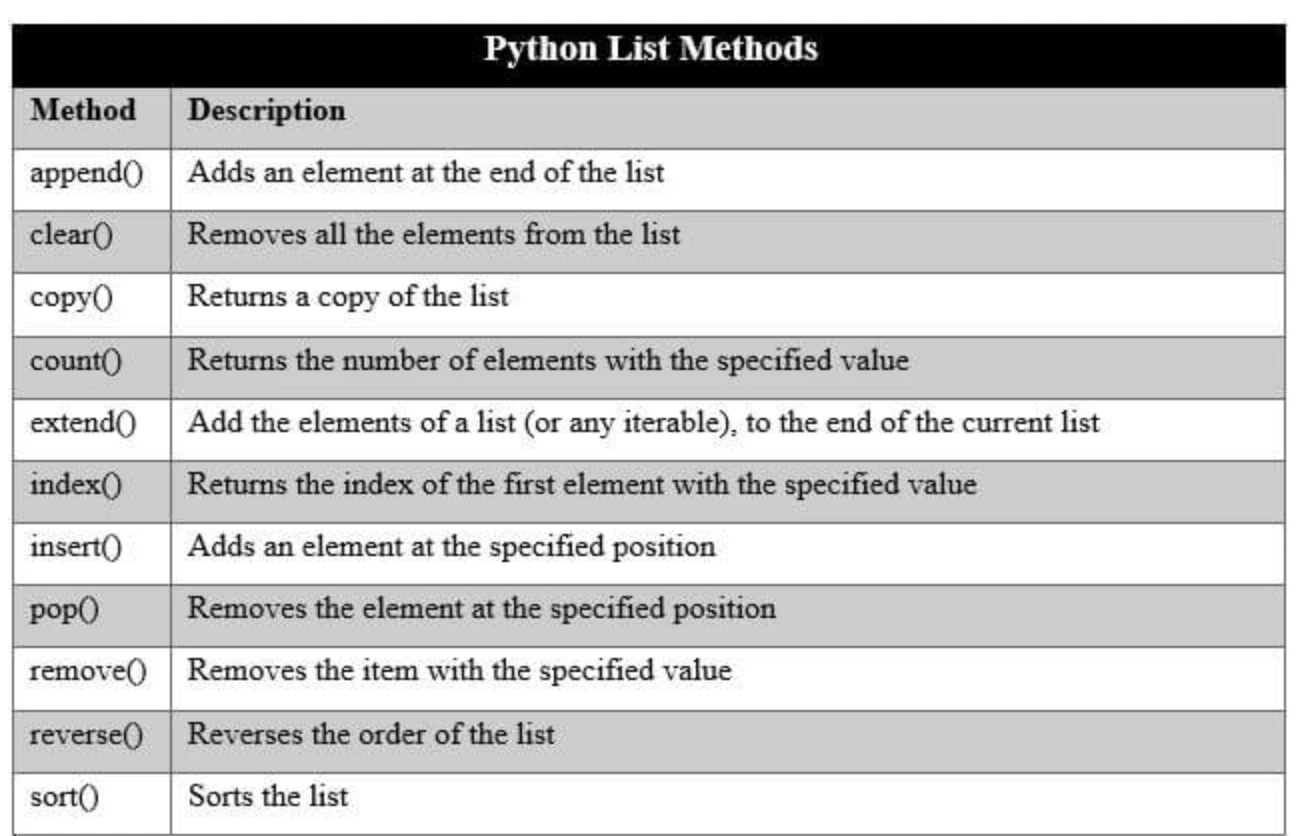 Python List Methods
Method Description
append() Adds an element at the end of the list
clear() Removes all the elements from the list
copy() Returns a copy of the list
count() Returns the number of elements with the specified value
extend() Add the elements of a list (or any iterable), to the end of the current list
index() Returns the index of the first element with the specified value
insert() Adds an element at the specified position
pop() Removes the element at the specified position
remove() Removes the item with the specified value
reverse() Reverses the order of the list
sort() Sorts the list